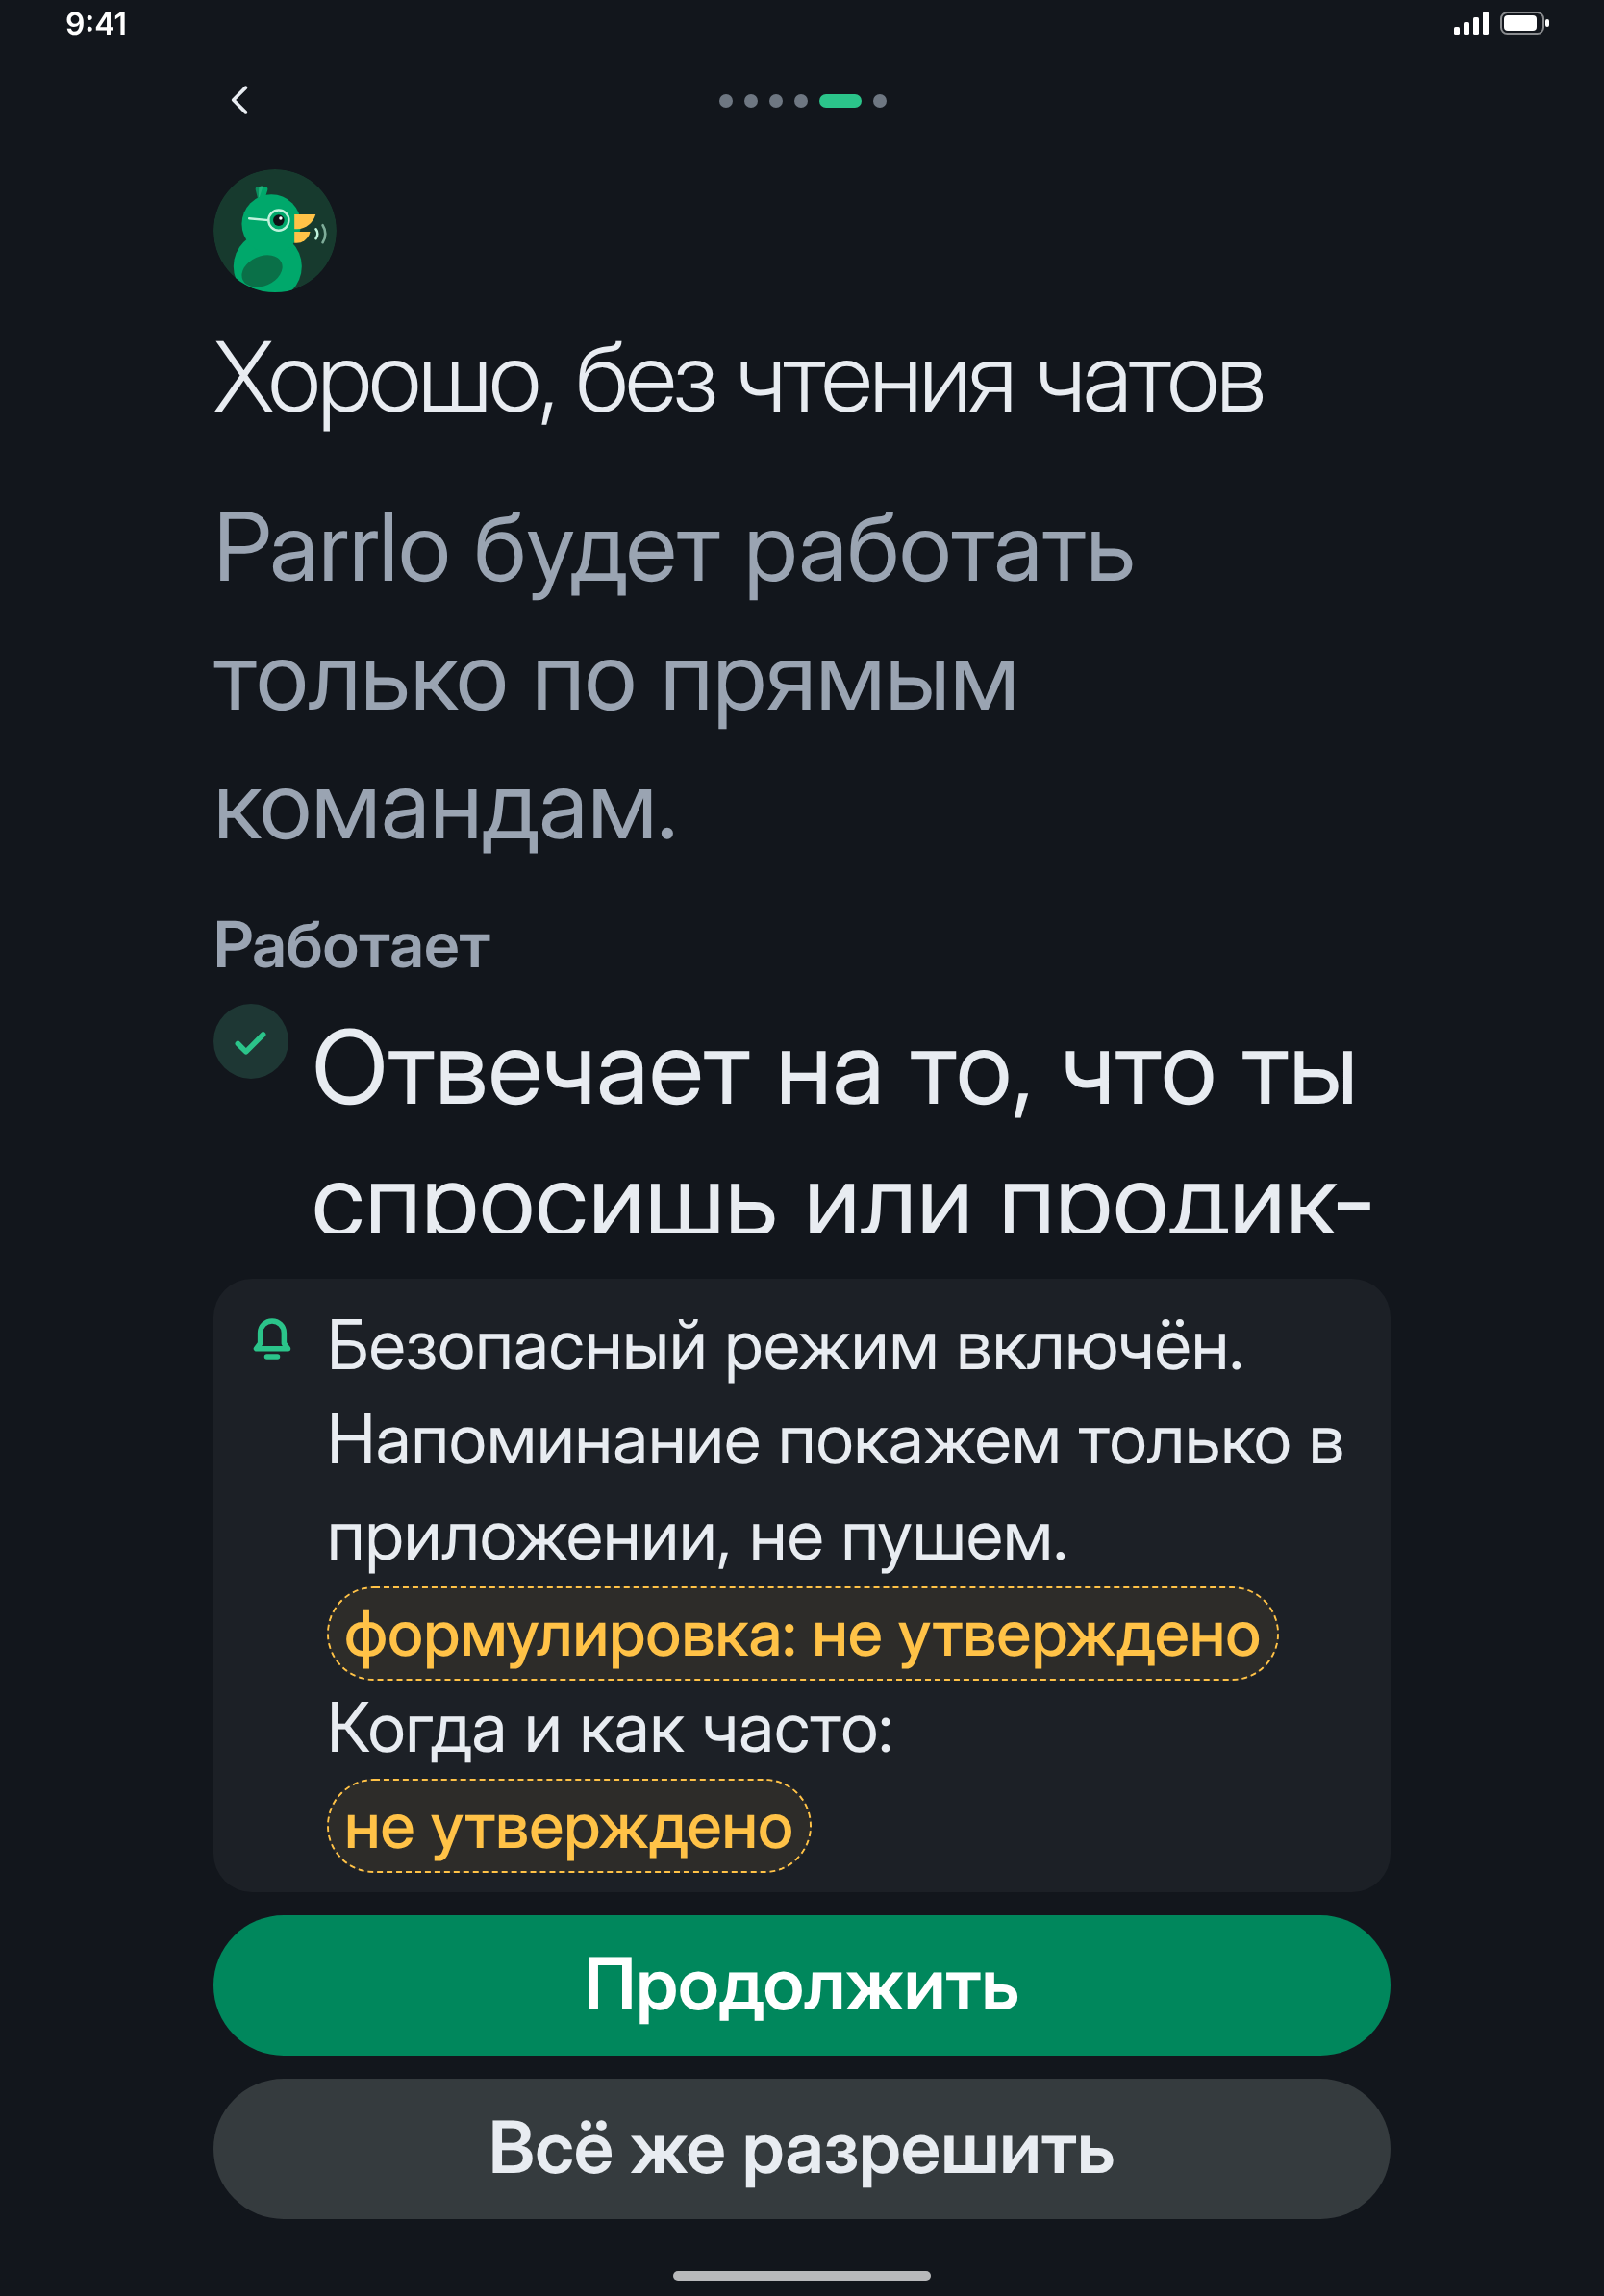 9:41
Хорошо, без чтения чатов
Parrlo будет работать
только по прямым
командам.
Работает
Отвечает на то, что ты
спросишь или продик-
Безопасный режим включён.
Напоминание покажем только в
приложении, не пушем.
формулировка: не утверждено
Когда и как часто:
не утверждено
Продолжить
Всё же разрешить